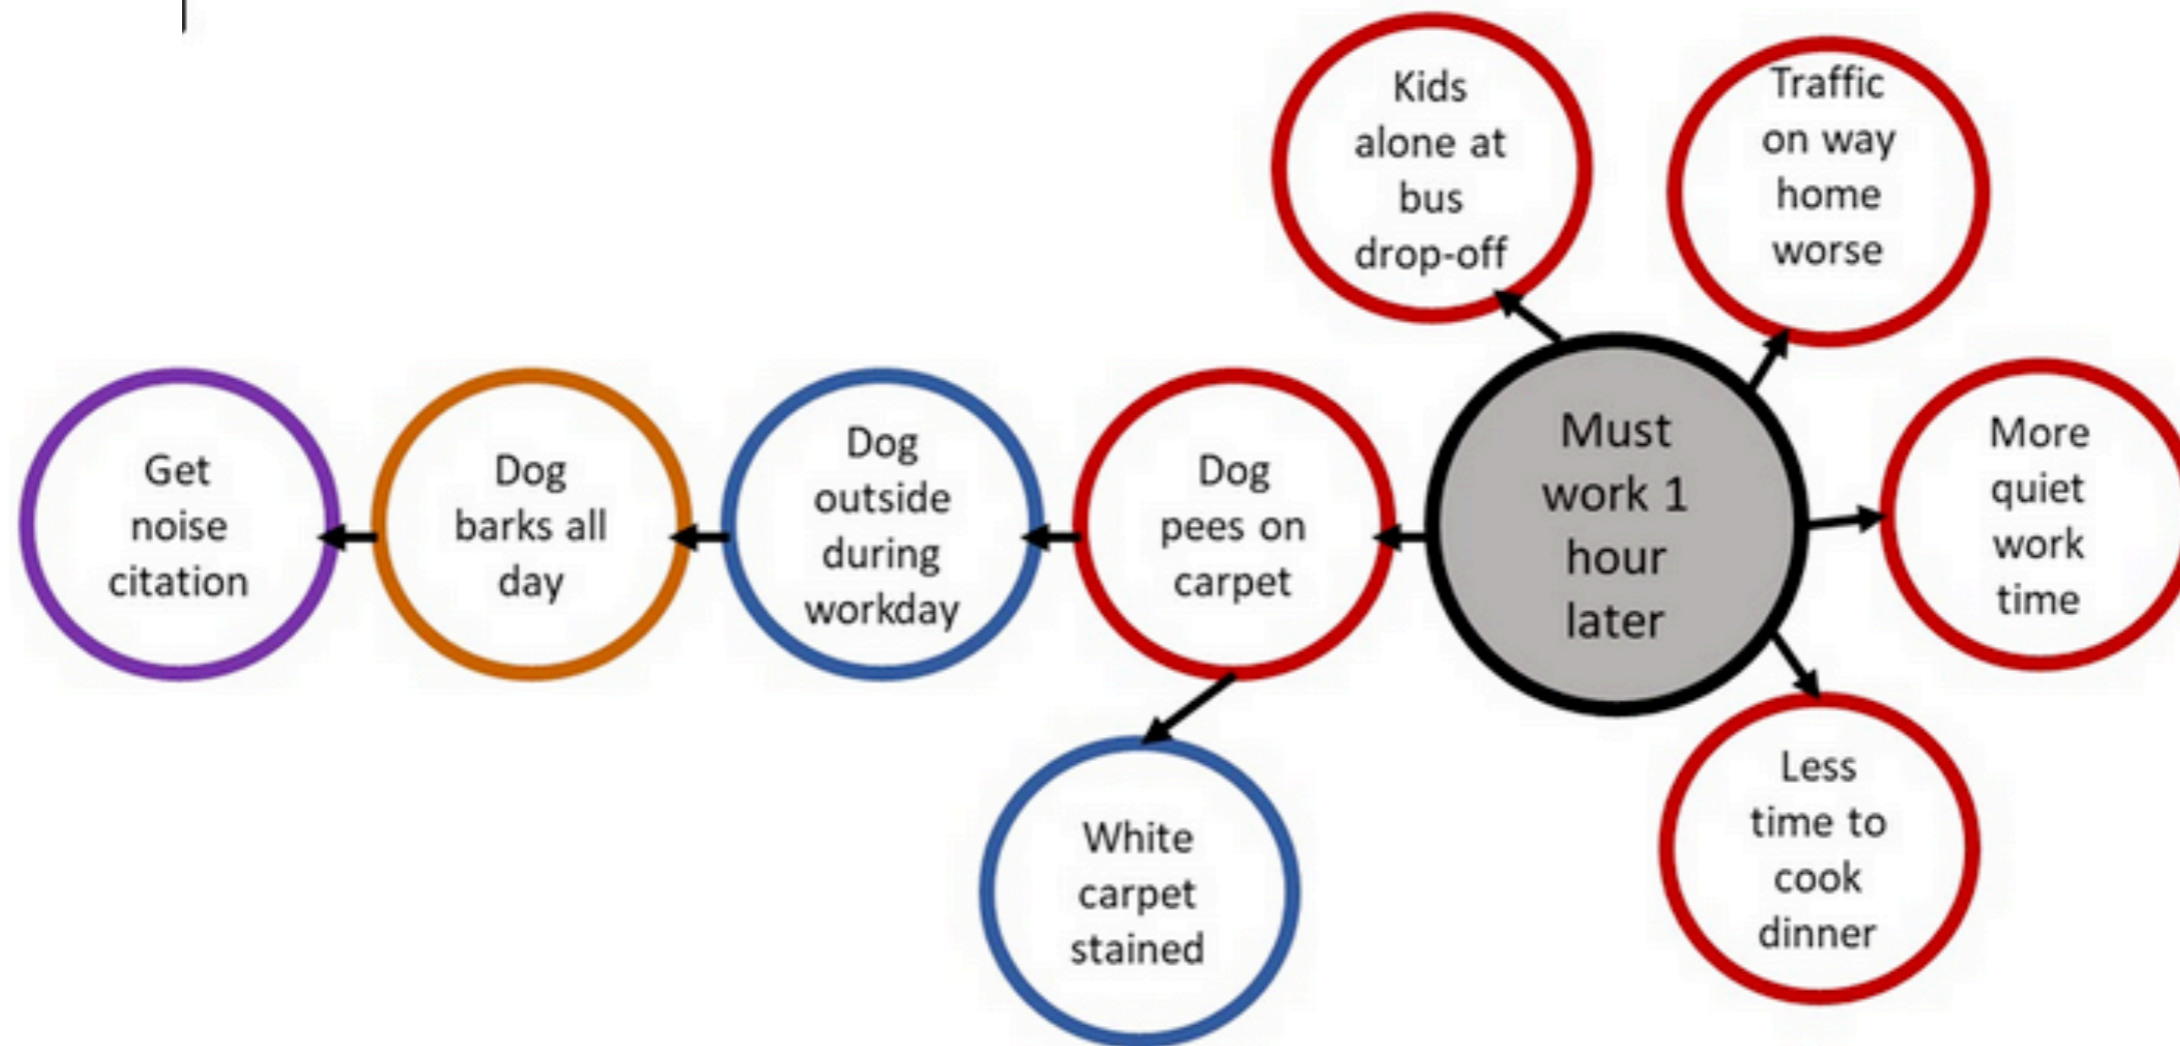 Kids
alone at
bus
drop-off
Traffic
on way
home
worse
Get
noise
citation
Dog
barks all
day
Dog
outside
during
workday
Dog
pees on
carpet
Must
work 1
hour
later
More
quiet
work
time
White
carpet
stained
Less
time to
cook
dinner